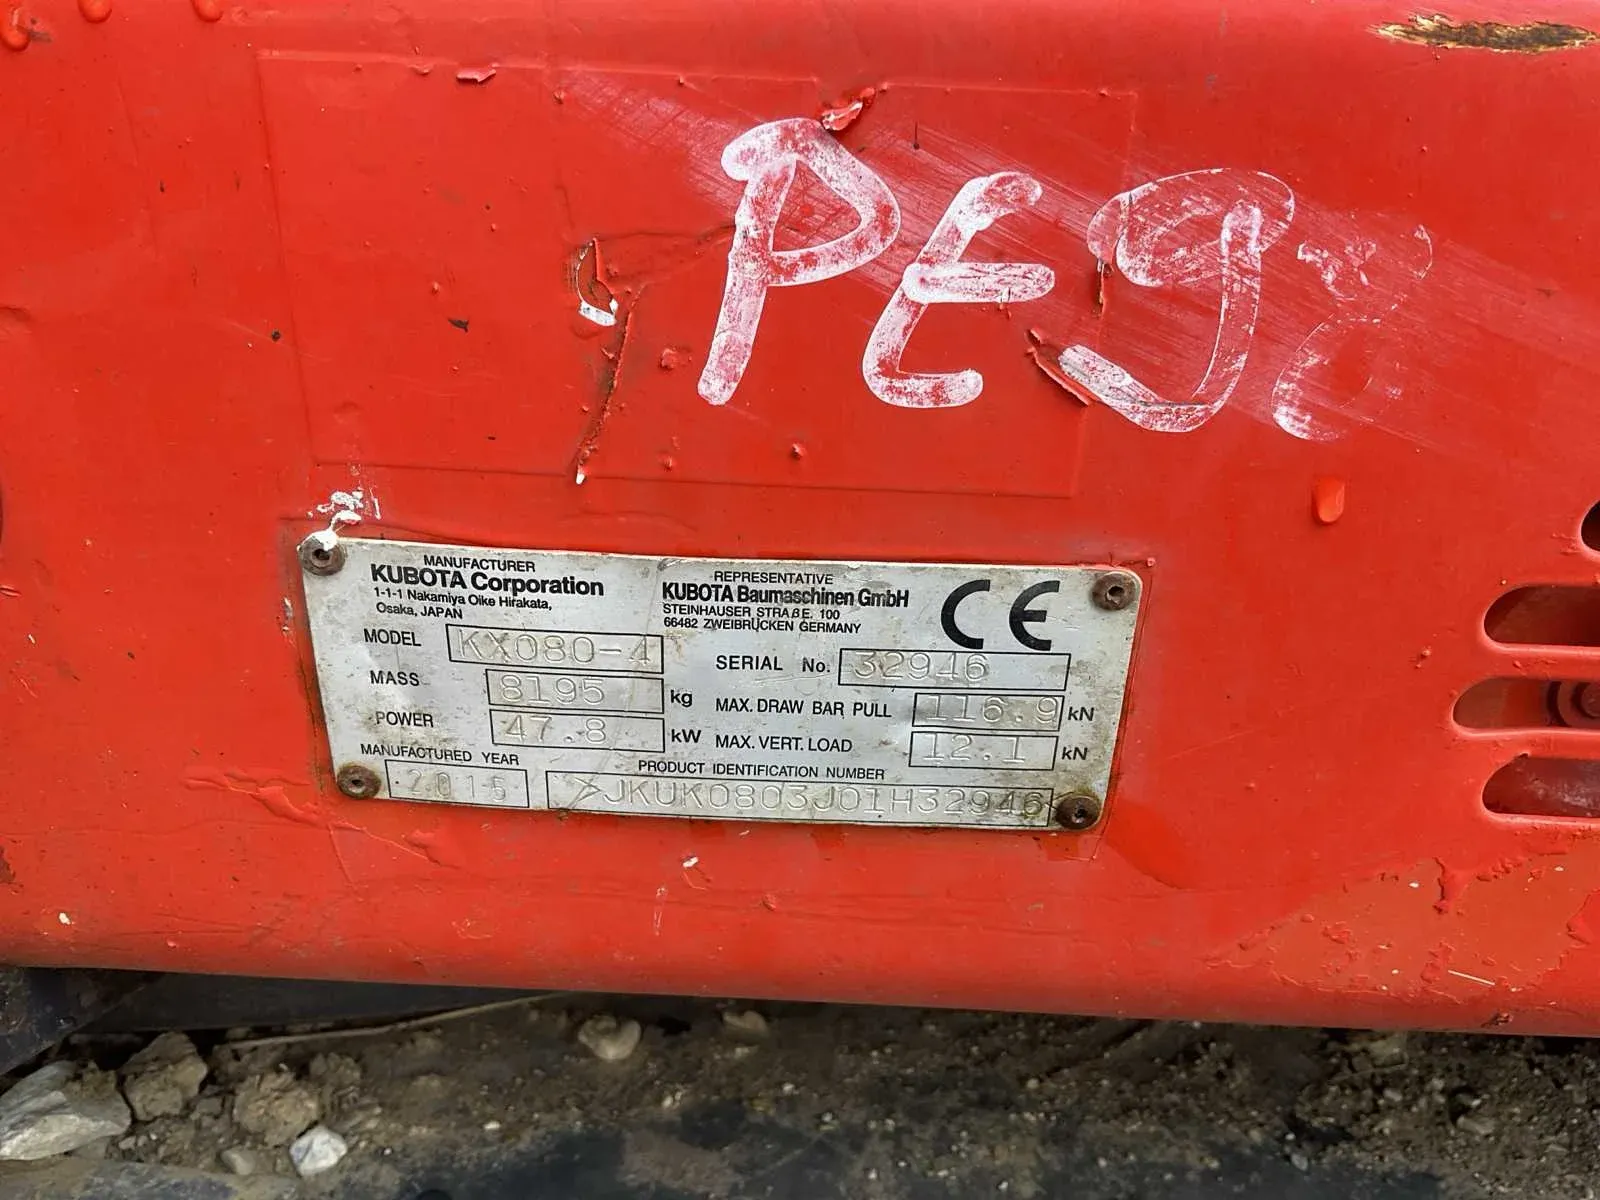 PE9
MANUFACTURER
KUBOTA Corporation
1-1-1 Nakamiya Oike Hirakata,
Osaka, JAPAN
REPRESENTATIVE
KUBOTA Baumaschinen GmbH
STEINHAUSER STRAßE. 100
66482 ZWEIBRÜCKEN GERMANY
CE
MODEL KX080-4
SERIAL No. 32946
MASS 8195 kg
MAX. DRAW BAR PULL 116.9 kN
POWER 47.8 kW
MAX. VERT. LOAD 12.1 kN
MANUFACTURED YEAR
2015
PRODUCT IDENTIFICATION NUMBER
JKUK0803J01H32946